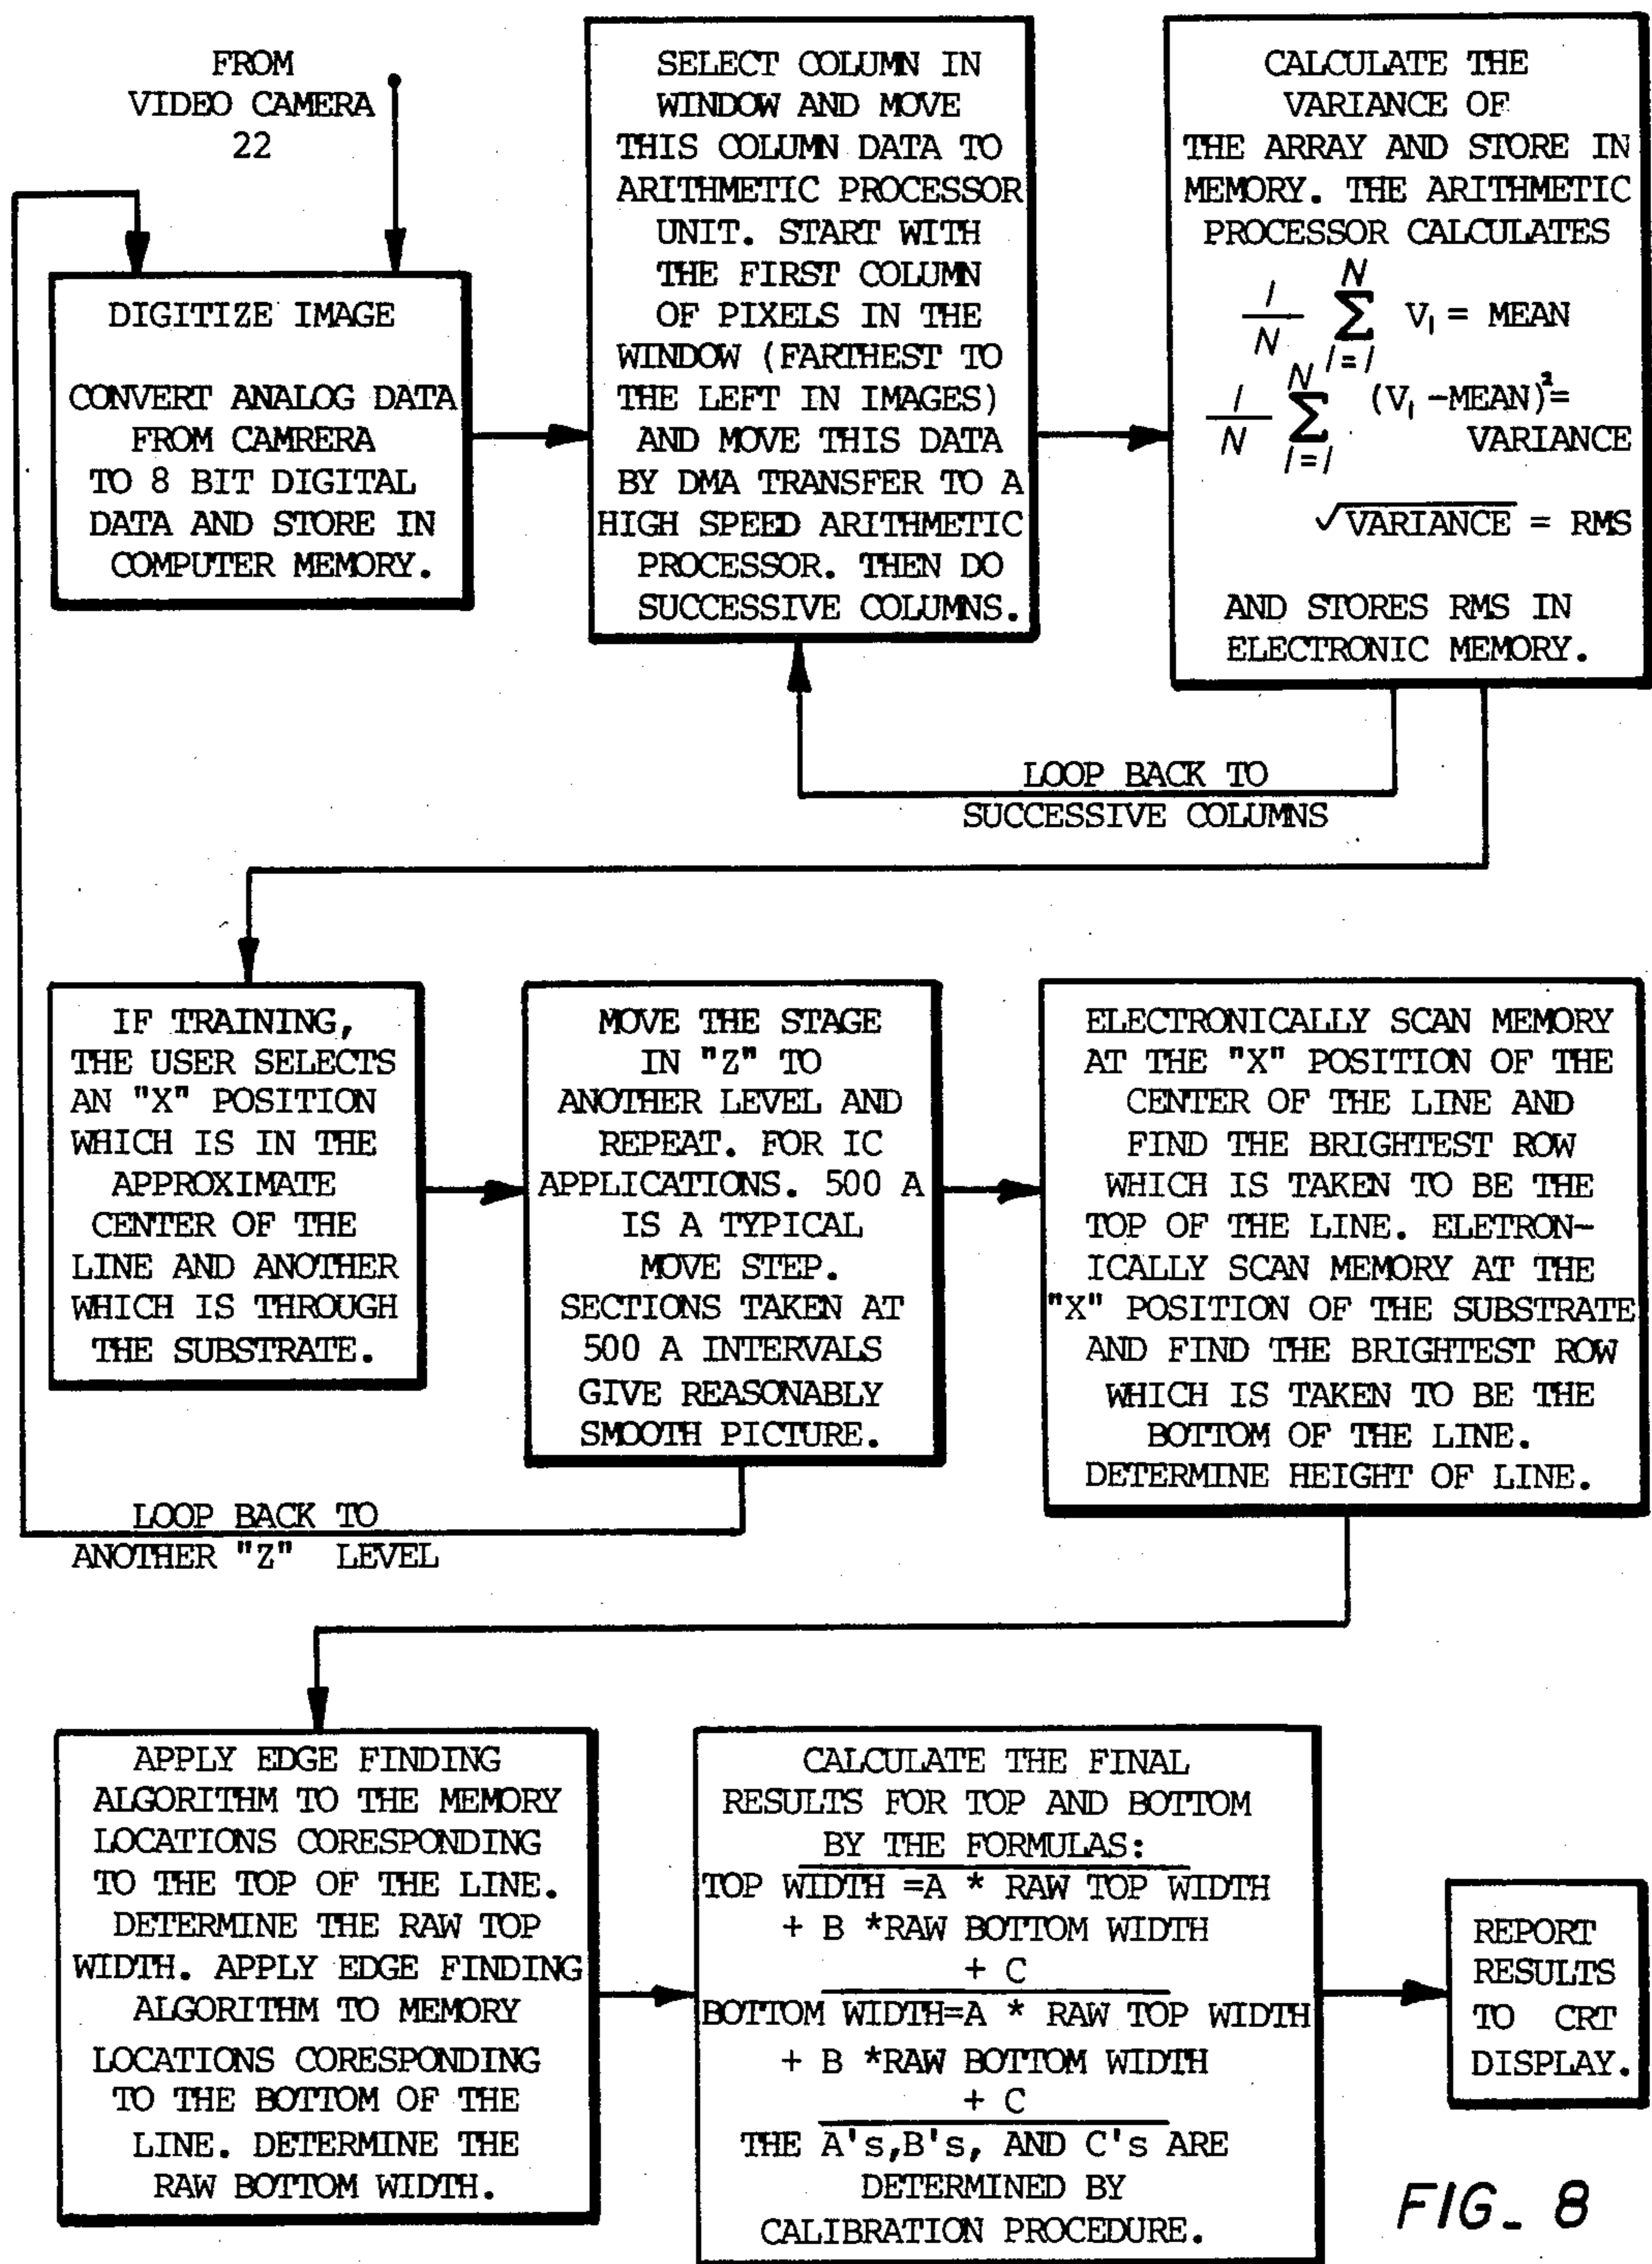 FROM
VIDEO CAMERA
22
DIGITIZE IMAGE
CONVERT ANALOG DATA
FROM CAMRERA
TO 8 BIT DIGITAL
DATA AND STORE IN
COMPUTER MEMORY.
SELECT COLUMN IN
WINDOW AND MOVE
THIS COLUMN DATA TO
ARITHMETIC PROCESSOR
UNIT. START WITH
THE FIRST COLUMN
OF PIXELS IN THE
WINDOW (FARTHEST TO
THE LEFT IN IMAGES)
AND MOVE THIS DATA
BY DMA TRANSFER TO A
HIGH SPEED ARITHMETIC
PROCESSOR. THEN DO
SUCCESSIVE COLUMNS.
CALCULATE THE
VARIANCE OF
THE ARRAY AND STORE IN
MEMORY. THE ARITHMETIC
PROCESSOR CALCULATES
1/N N Σ I=1 V₁ = MEAN
1/N N Σ I=1 (V₁ -MEAN)²=
VARIANCE
√VARIANCE = RMS
AND STORES RMS IN
ELECTRONIC MEMORY.
LOOP BACK TO
SUCCESSIVE COLUMNS
IF TRAINING,
THE USER SELECTS
AN "X" POSITION
WHICH IS IN THE
APPROXIMATE
CENTER OF THE
LINE AND ANOTHER
WHICH IS THROUGH
THE SUBSTRATE.
MOVE THE STAGE
IN "Z" TO
ANOTHER LEVEL AND
REPEAT. FOR IC
APPLICATIONS. 500 A
IS A TYPICAL
MOVE STEP.
SECTIONS TAKEN AT
500 A INTERVALS
GIVE REASONABLY
SMOOTH PICTURE.
ELECTRONICALLY SCAN MEMORY
AT THE "X" POSITION OF THE
CENTER OF THE LINE AND
FIND THE BRIGHTEST ROW
WHICH IS TAKEN TO BE THE
TOP OF THE LINE. ELETRON-
ICALLY SCAN MEMORY AT THE
"X" POSITION OF THE SUBSTRATE
AND FIND THE BRIGHTEST ROW
WHICH IS TAKEN TO BE THE
BOTTOM OF THE LINE.
DETERMINE HEIGHT OF LINE.
LOOP BACK TO
ANOTHER "Z" LEVEL
APPLY EDGE FINDING
ALGORITHM TO THE MEMORY
LOCATIONS CORESPONDING
TO THE TOP OF THE LINE.
DETERMINE THE RAW TOP
WIDTH. APPLY EDGE FINDING
ALGORITHM TO MEMORY
LOCATIONS CORESPONDING
TO THE BOTTOM OF THE
LINE. DETERMINE THE
RAW BOTTOM WIDTH.
CALCULATE THE FINAL
RESULTS FOR TOP AND BOTTOM
BY THE FORMULAS:
TOP WIDTH =A * RAW TOP WIDTH
+ B *RAW BOTTOM WIDTH
+ C
BOTTOM WIDTH=A * RAW TOP WIDTH
+ B *RAW BOTTOM WIDTH
+ C
THE A's,B's, AND C's ARE
DETERMINED BY
CALIBRATION PROCEDURE.
REPORT
RESULTS
TO CRT
DISPLAY.
FIG_ 8